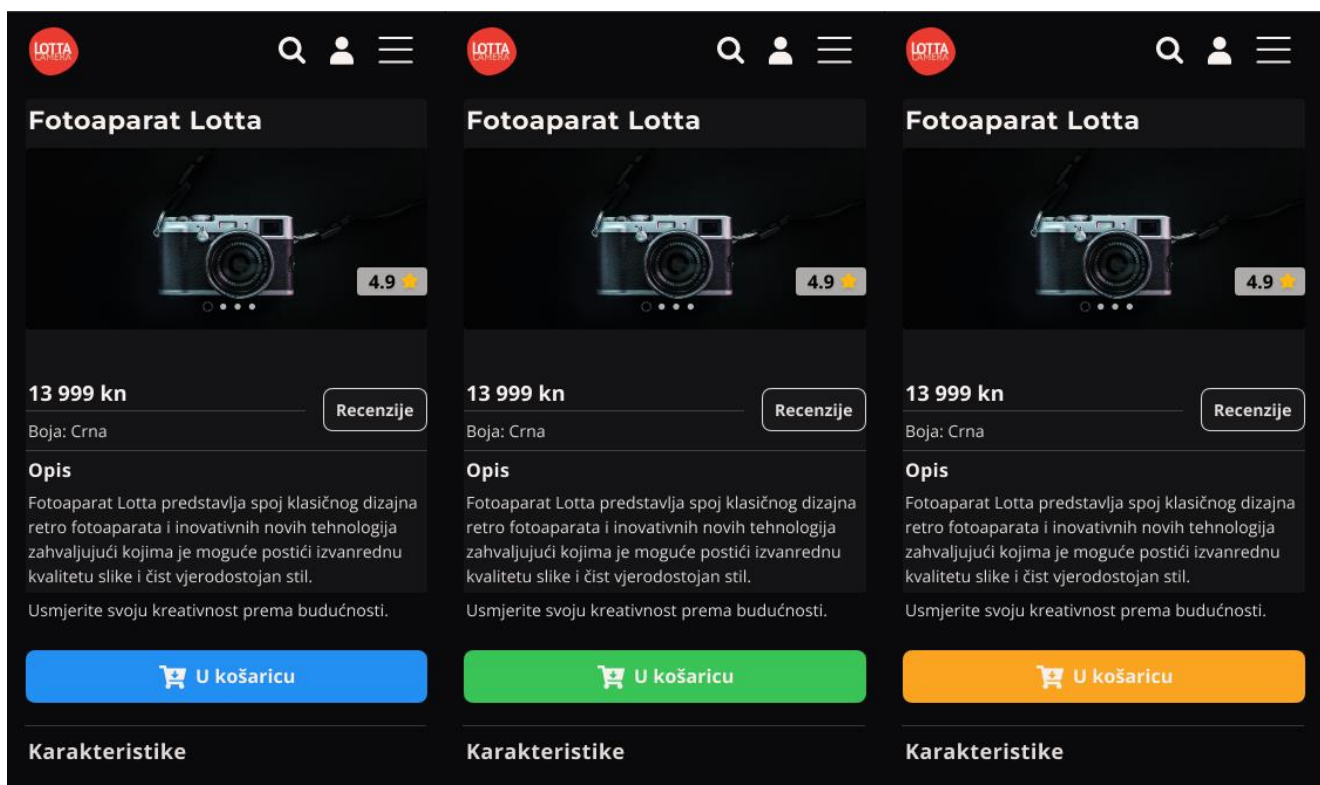 LOTTA
CAMERA
Fotoaparat Lotta
4.9
13 999 kn
Recenzije
Boja: Crna
Opis
Fotoaparat Lotta predstavlja spoj klasičnog dizajna
retro fotoaparata i inovativnih novih tehnologija
zahvaljujući kojima je moguće postići izvanrednu
kvalitetu slike i čist vjerodostojan stil.
Usmjerite svoju kreativnost prema budućnosti.
U košaricu
Karakteristike
LOTTA
CAMERA
Fotoaparat Lotta
4.9
13 999 kn
Recenzije
Boja: Crna
Opis
Fotoaparat Lotta predstavlja spoj klasičnog dizajna
retro fotoaparata i inovativnih novih tehnologija
zahvaljujući kojima je moguće postići izvanrednu
kvalitetu slike i čist vjerodostojan stil.
Usmjerite svoju kreativnost prema budućnosti.
U košaricu
Karakteristike
LOTTA
CAMERA
Fotoaparat Lotta
4.9
13 999 kn
Recenzije
Boja: Crna
Opis
Fotoaparat Lotta predstavlja spoj klasičnog dizajna
retro fotoaparata i inovativnih novih tehnologija
zahvaljujući kojima je moguće postići izvanrednu
kvalitetu slike i čist vjerodostojan stil.
Usmjerite svoju kreativnost prema budućnosti.
U košaricu
Karakteristike